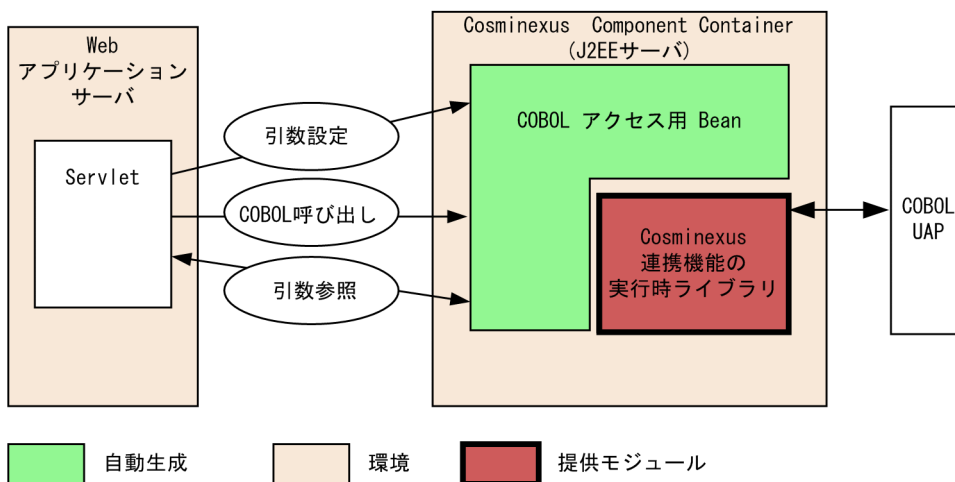 Web
アプリケーション
サーバ
Servlet
引数設定
COBOL呼び出し
引数参照
Cosminexus Component Container
(J2EEサーバ)
COBOL アクセス用 Bean
Cosminexus
連携機能の
実行時ライブラリ
COBOL
UAP
自動生成
環境
提供モジュール